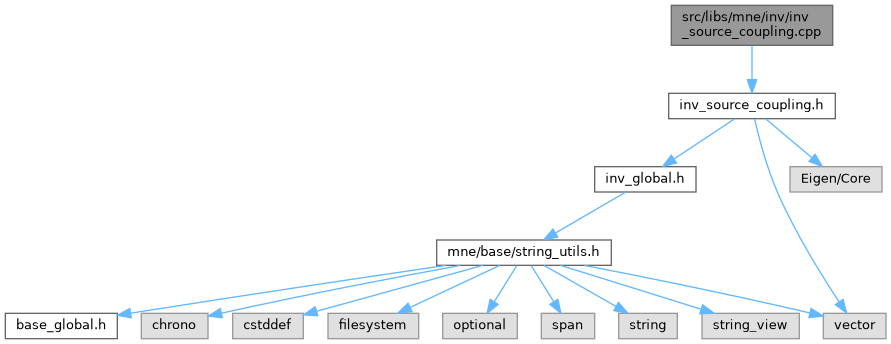 src/libs/mne/inv/inv
_source_coupling.cpp
inv_source_coupling.h
inv_global.h
Eigen/Core
mne/base/string_utils.h
base_global.h
chrono
cstddef
filesystem
optional
span
string
string_view
vector